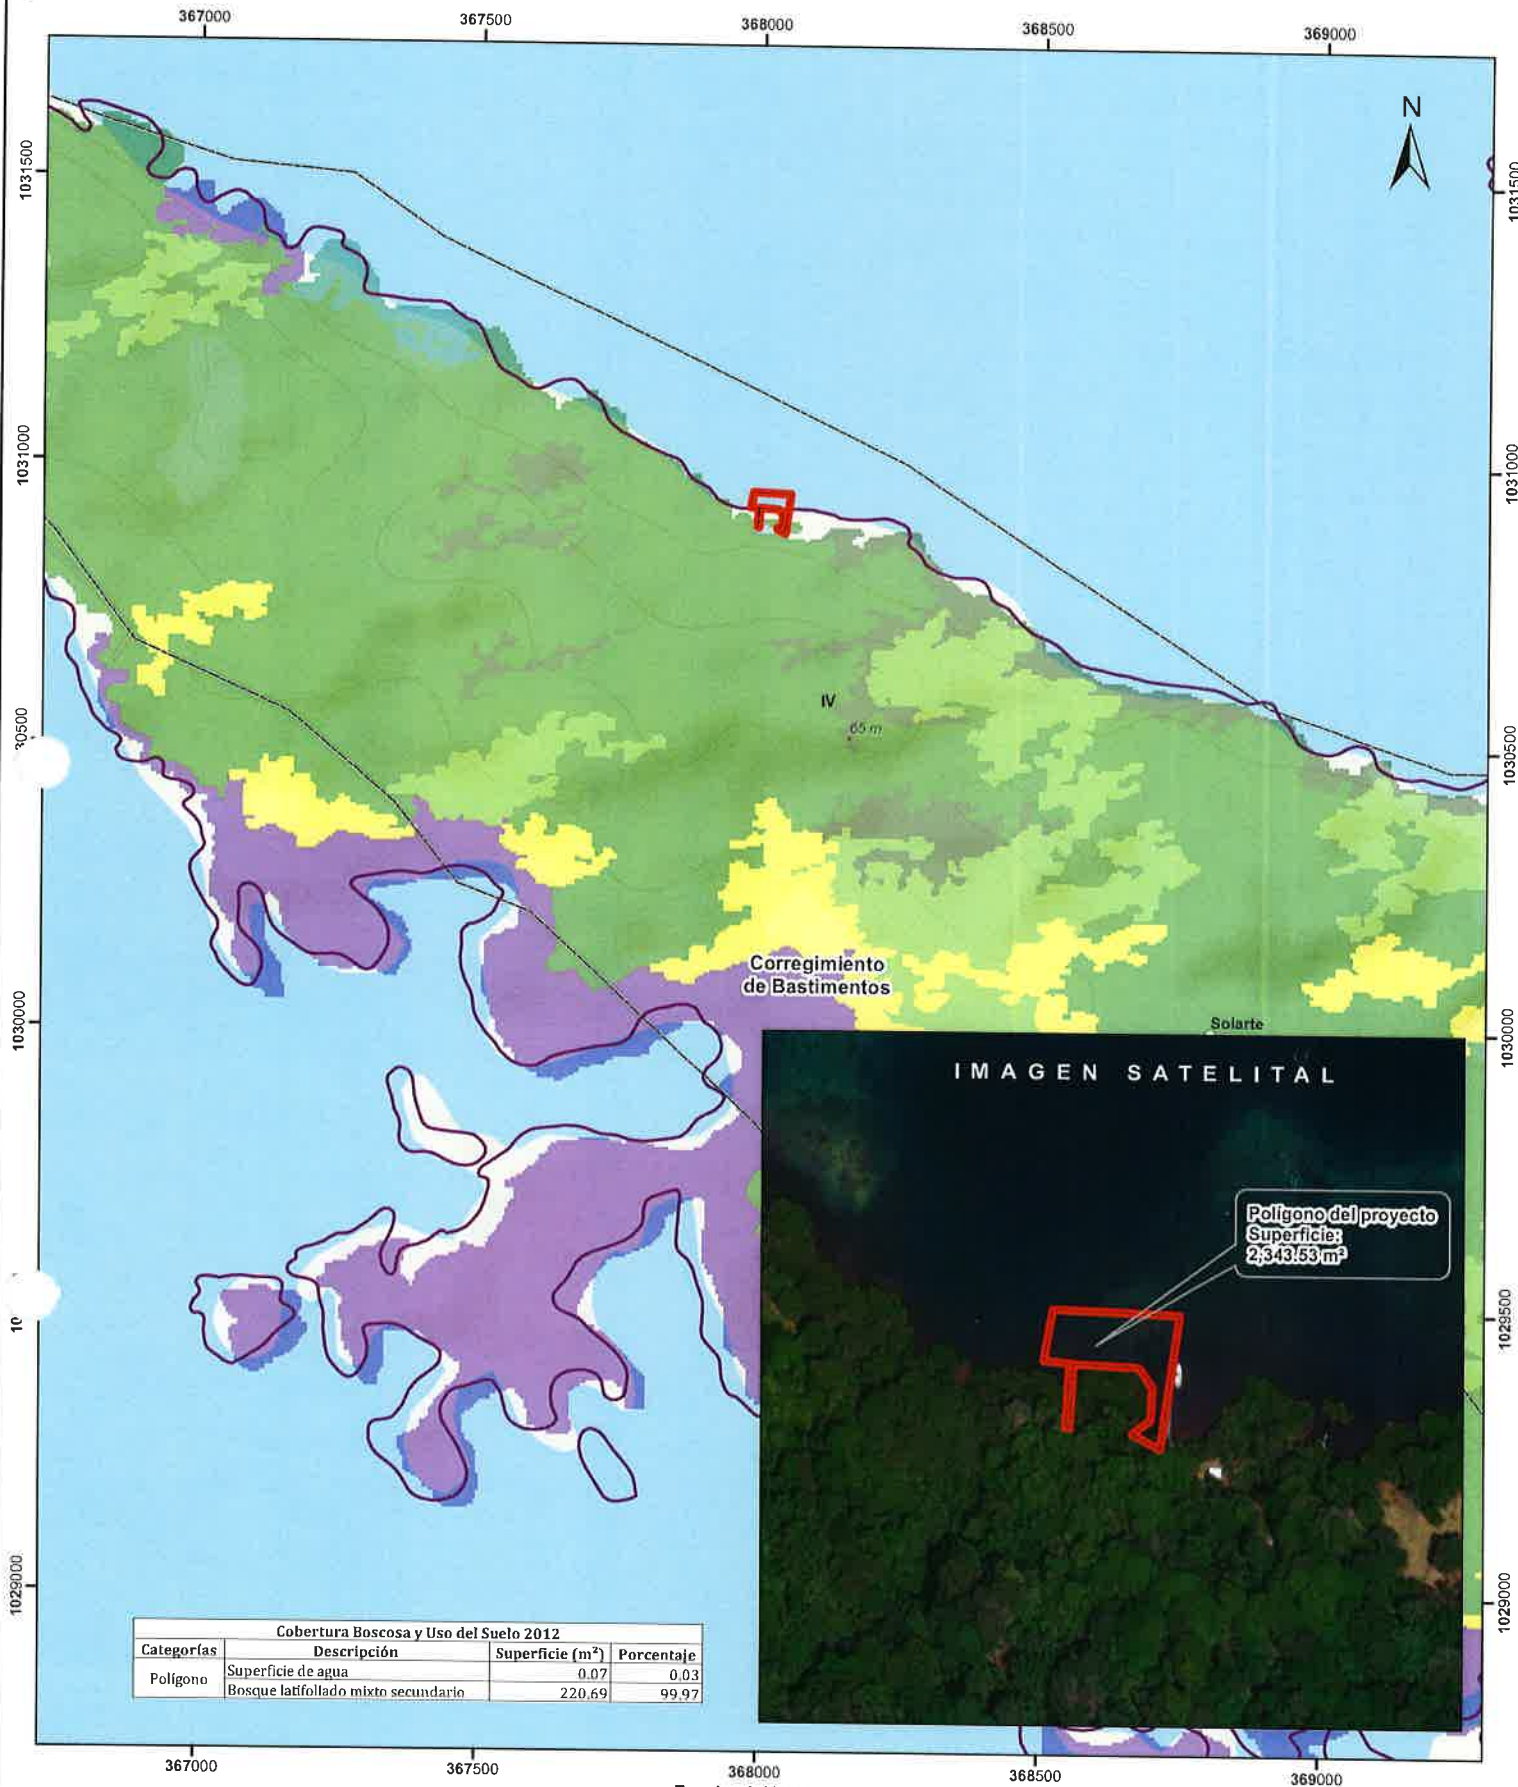 367000 367500 368000 368500 369000
N
1031500 1031500
1031000 1031000
IV
65 m
30500 1030500
Corregimiento
de Bastimentos
Solarte
1030000 1030000
IMAGEN SATELITAL
Polígono del proyecto
Superficie:
2,343.53 m²
10 1029500
1029000 1029000
Cobertura Boscosa y Uso del Suelo 2012
Categorías Descripción Superficie (m²) Porcentaje
Polígono
Superficie de agua 0.07 0.03
Bosque latifoliado mixto secundario 220.69 99.97
367000 367500 368000 368500 369000